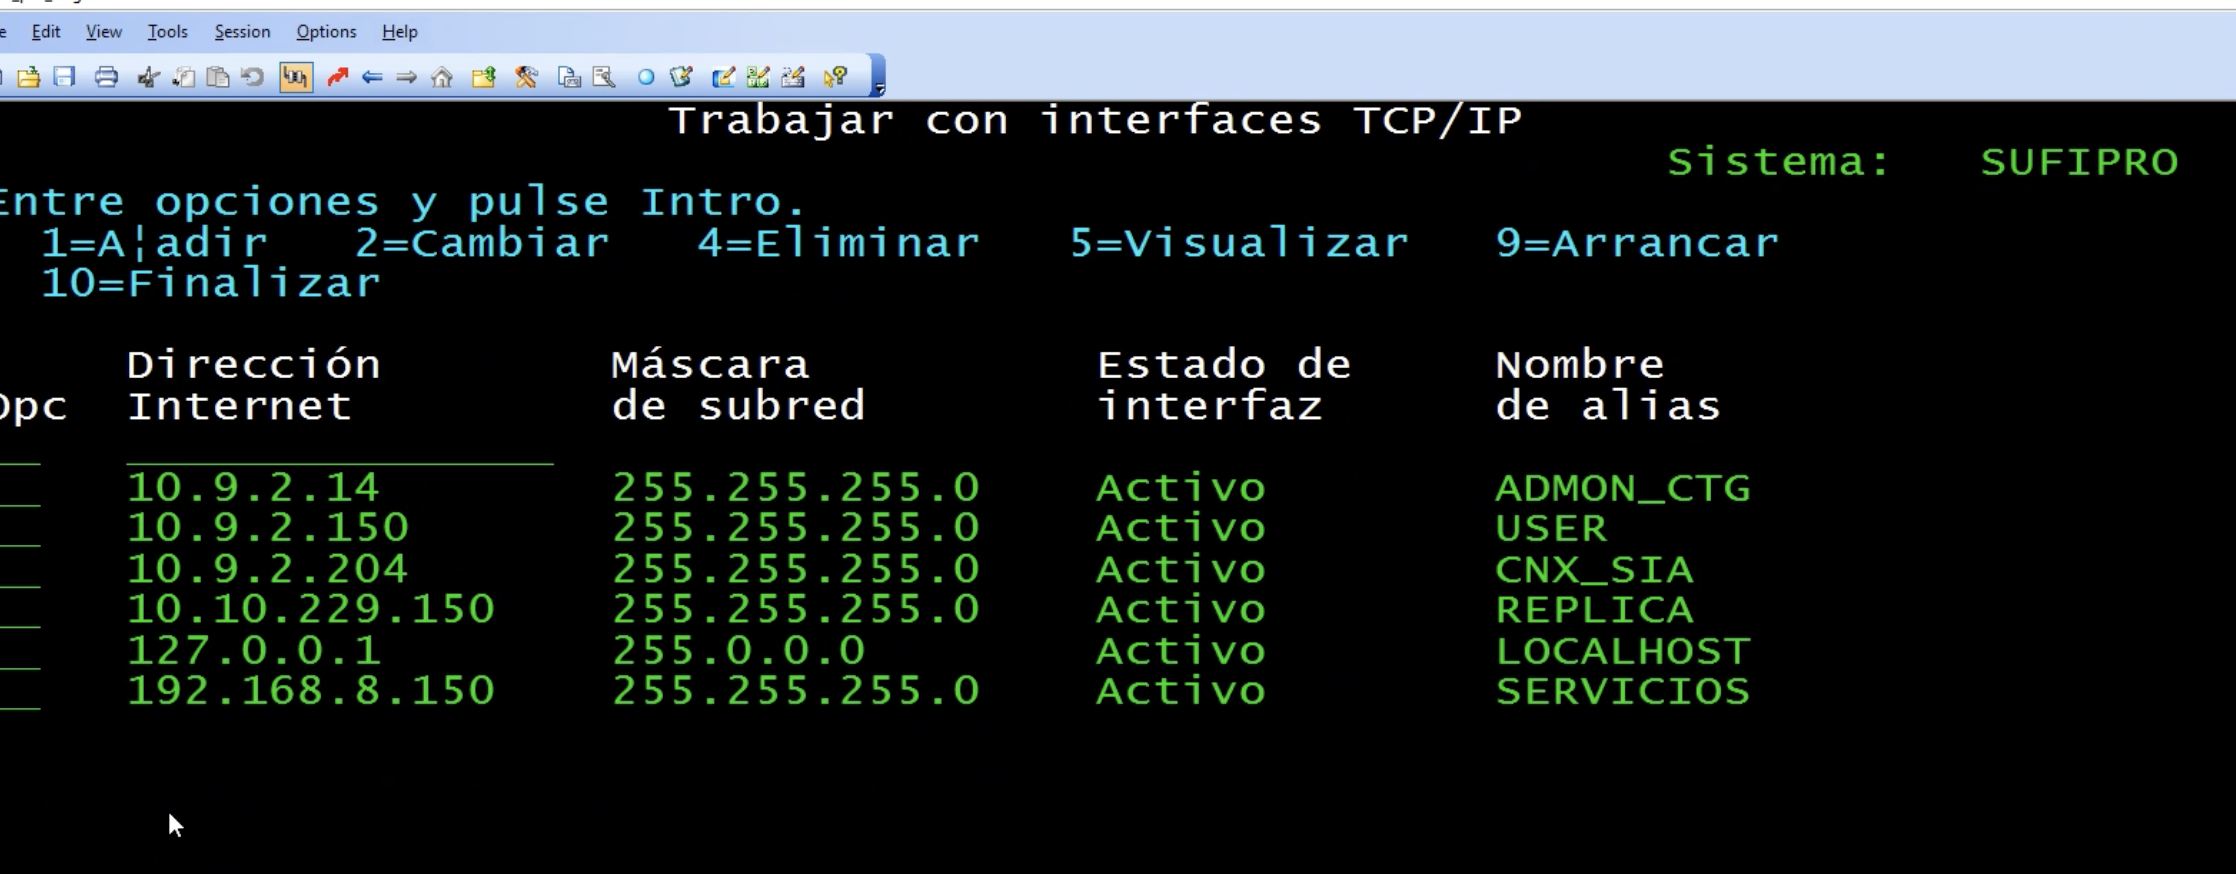 Edit View Tools Session Options Help
Trabajar con interfaces TCP/IP
Sistema: SUFIPRO
Entre opciones y pulse Intro.
1=A¦adir 2=Cambiar 4=Eliminar 5=Visualizar 9=Arrancar
10=Finalizar
Dirección Máscara Estado de Nombre
Opc Internet de subred interfaz de alias
10.9.2.14 255.255.255.0 Activo ADMON_CTG
10.9.2.150 255.255.255.0 Activo USER
10.9.2.204 255.255.255.0 Activo CNX_SIA
10.10.229.150 255.255.255.0 Activo REPLICA
127.0.0.1 255.0.0.0 Activo LOCALHOST
192.168.8.150 255.255.255.0 Activo SERVICIOS